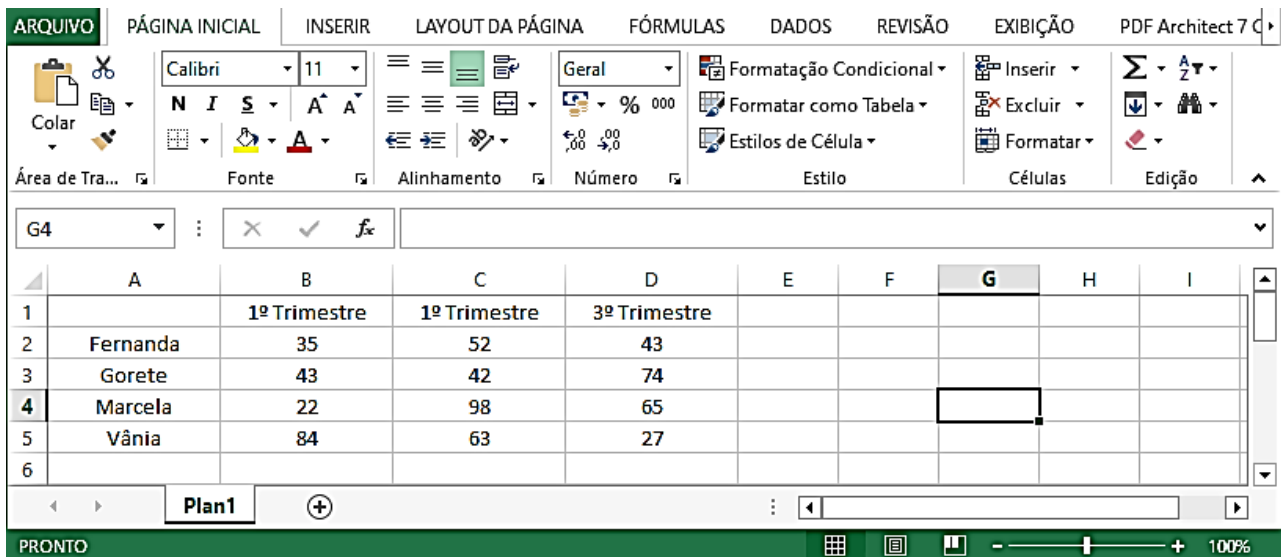 ARQUIVO PÁGINA INICIAL INSERIR LAYOUT DA PÁGINA FÓRMULAS DADOS REVISÃO EXIBIÇÃO PDF Architect 7 C
Calibri 11 Geral Formatação Condicional Inserir Σ A Z
Colar N I S A A % 000 Formatar como Tabela Excluir
A ,00 ,00 ,0 Estilos de Célula Formatar
Área de Tra... Fonte Alinhamento Número Estilo Células Edição
G4 fx
A B C D E F G H I
1 1º Trimestre 1º Trimestre 3º Trimestre
2 Fernanda 35 52 43
3 Gorete 43 42 74
4 Marcela 22 98 65
5 Vânia 84 63 27
6
Plan1
PRONTO 100%